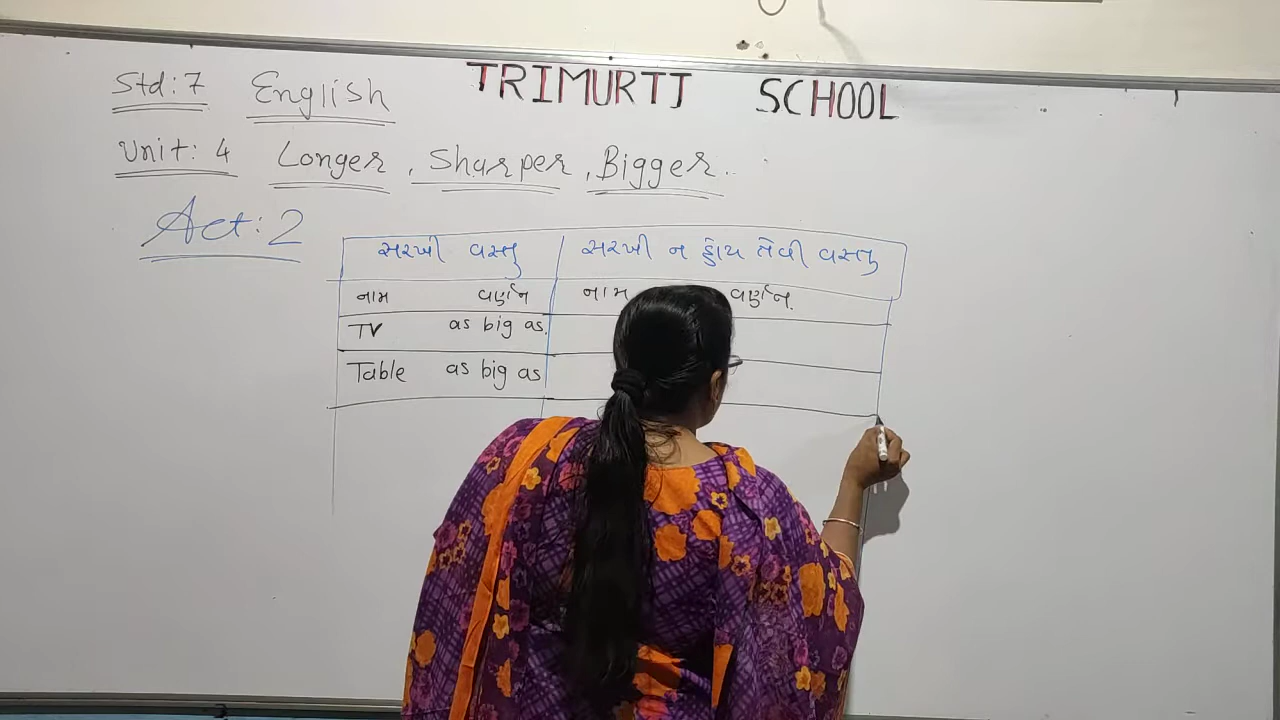 TRIMURTI SCHOOL
Std: 7 English
Unit: 4 Longer, Sharper, Bigger..
Act: 2
સરખી વસ્તુ સરખી ન હોય તેવી વસ્તુ
નામ વર્ણન નામ વર્ણન.
TV as big as.
Table as big as